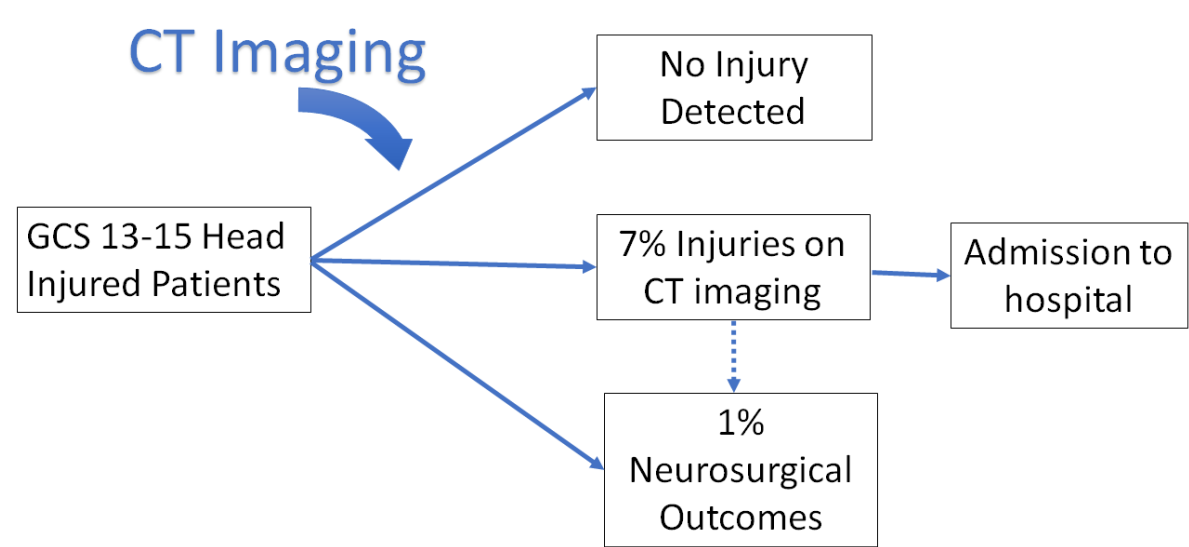 CT Imaging
No Injury
Detected
GCS 13-15 Head
Injured Patients
7% Injuries on
CT imaging
Admission to
hospital
1%
Neurosurgical
Outcomes